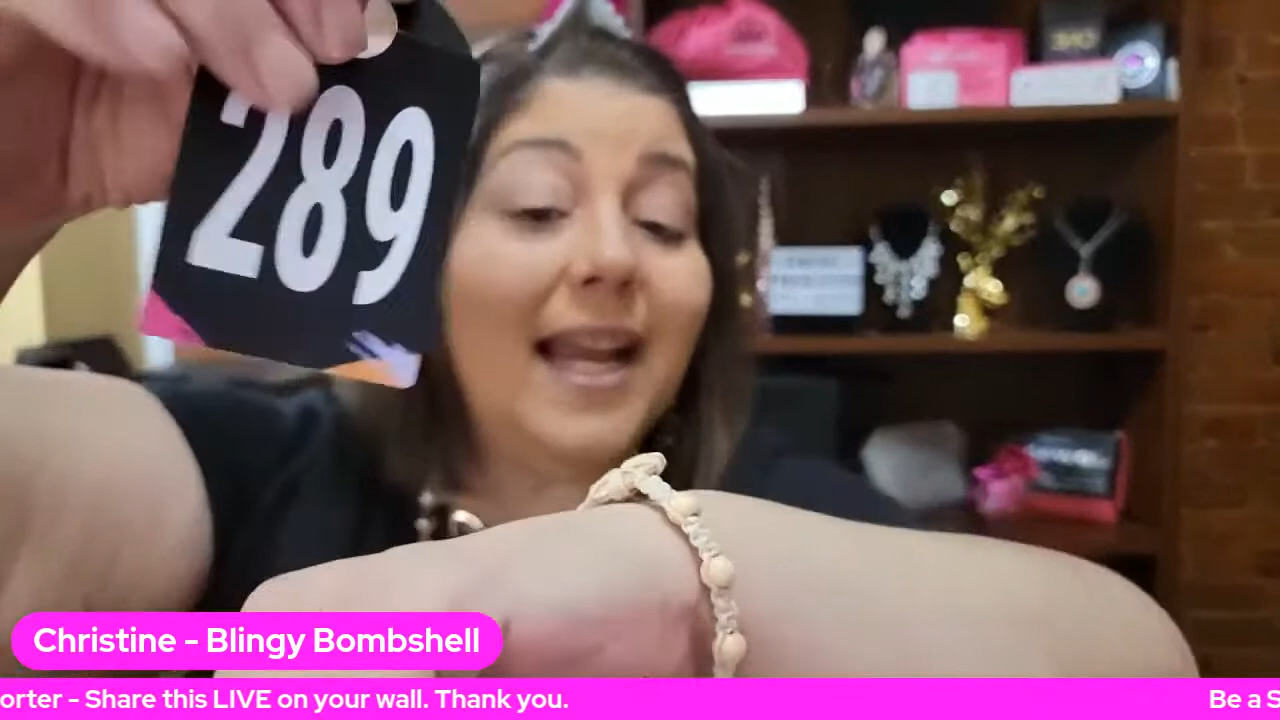 289
Christine - Blingy Bombshell
orter - Share this LIVE on your wall. Thank you.
Be a S